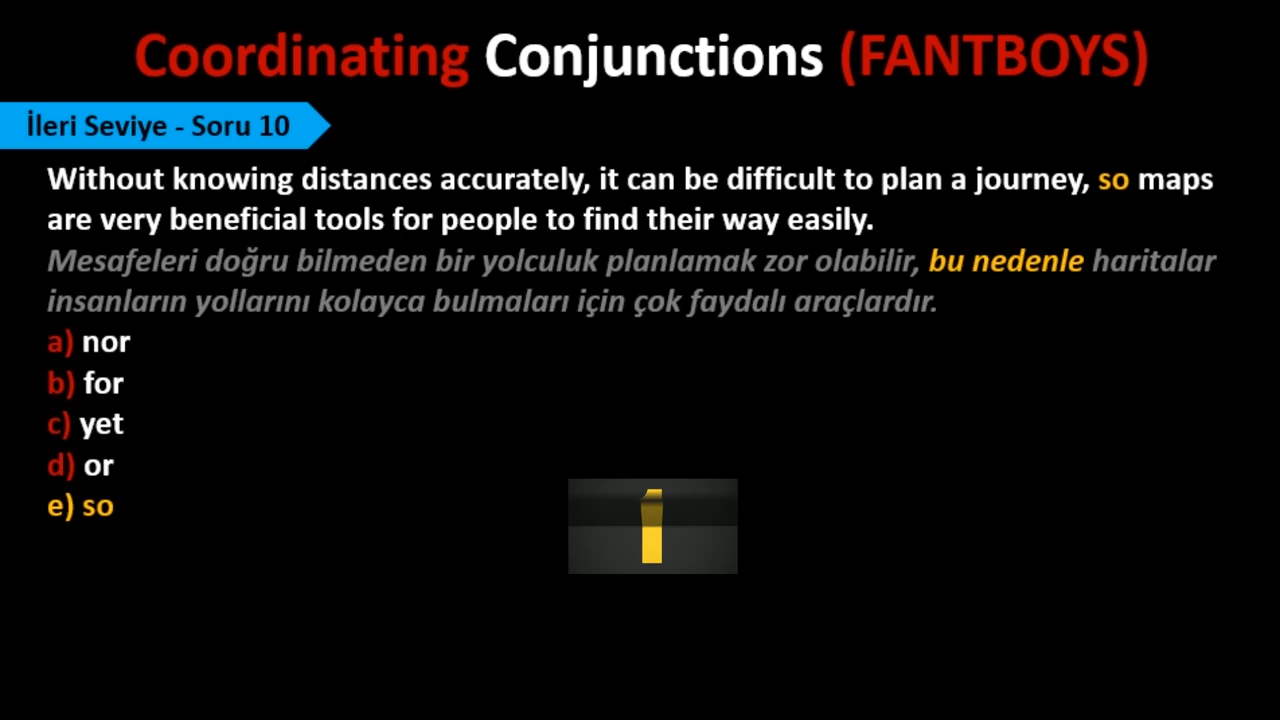 Coordinating Conjunctions (FANTBOYS)
İleri Seviye - Soru 10
Without knowing distances accurately, it can be difficult to plan a journey, so maps
are very beneficial tools for people to find their way easily.
Mesafeleri doğru bilmeden bir yolculuk planlamak zor olabilir, bu nedenle haritalar
insanların yollarını kolayca bulmaları için çok faydalı araçlardır.
a) nor
b) for
c) yet
d) or
e) so
1